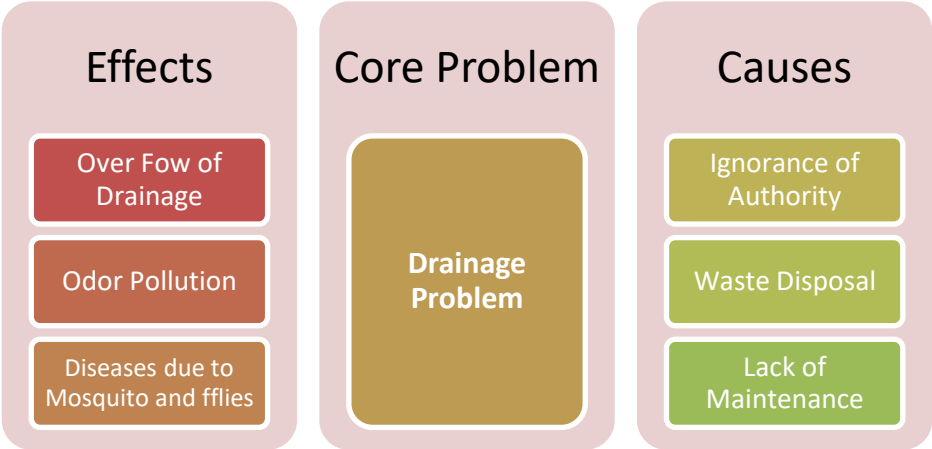 Effects
Over Fow of
Drainage
Odor Pollution
Diseases due to
Mosquito and fflies
Core Problem
Drainage
Problem
Causes
Ignorance of
Authority
Waste Disposal
Lack of
Maintenance